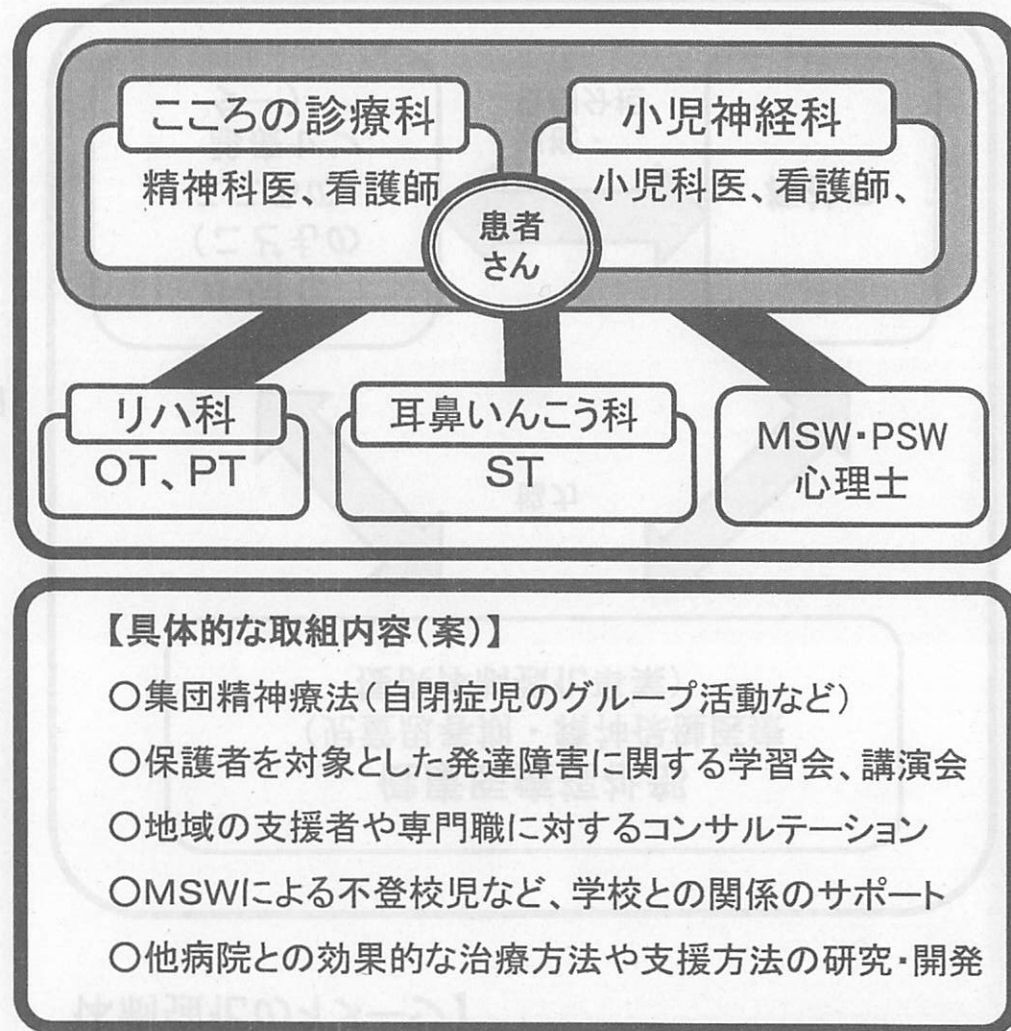 こころの診療科
精神科医、看護師
小児神経科
小児科医、看護師、
患者
さん
リハ科
OT、PT
耳鼻いんこう科
ST
MSW・PSW
心理士
【具体的な取組内容(案)】
○集団精神療法(自閉症児のグループ活動など)
○保護者を対象とした発達障害に関する学習会、講演会
○地域の支援者や専門職に対するコンサルテーション
○MSWによる不登校児など、学校との関係のサポート
○他病院との効果的な治療方法や支援方法の研究・開発